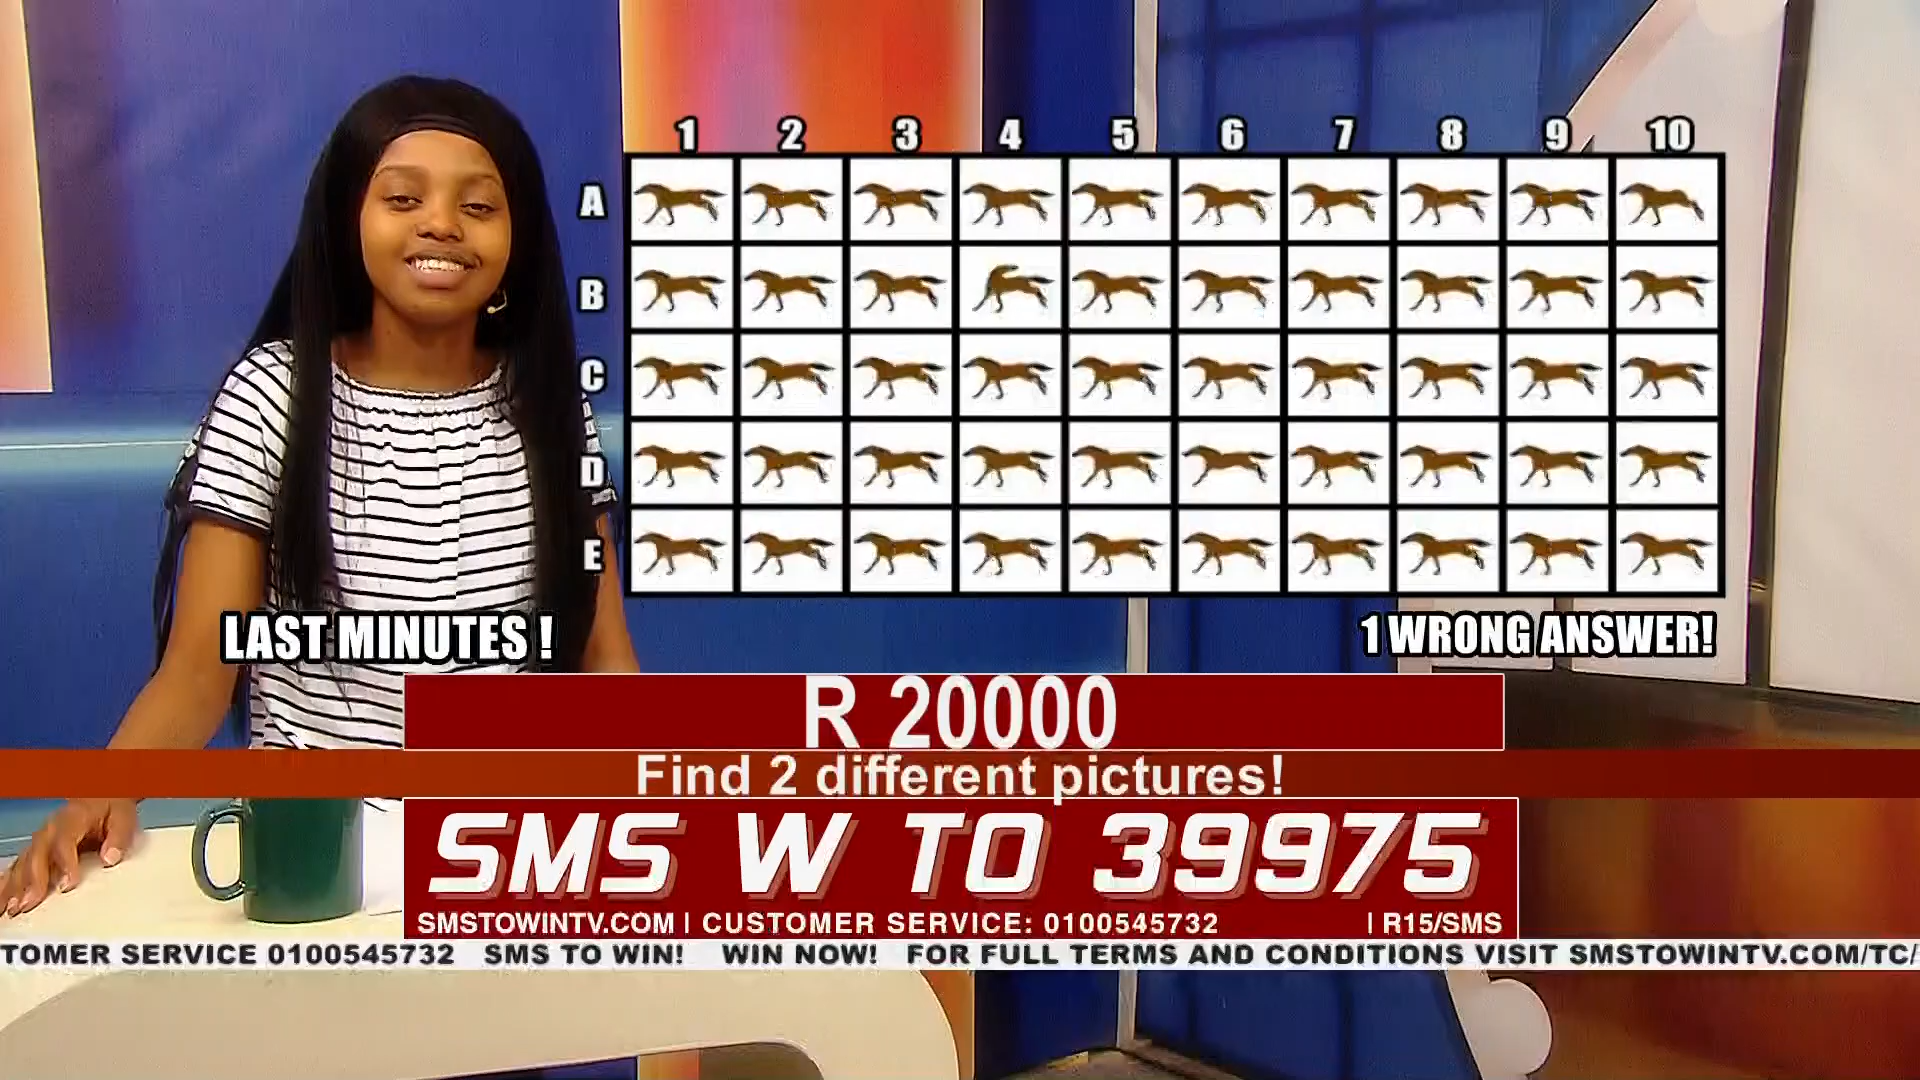 1 2 3 4 5 6 7 8 9 10
A
B
C
D
E
LAST MINUTES !
1 WRONG ANSWER!
R 20000
Find 2 different pictures!
SMS W TO 39975
SMSTOWINTV.COM | CUSTOMER SERVICE: 0100545732 | R15/SMS
TOMER SERVICE 0100545732 SMS TO WIN! WIN NOW! FOR FULL TERMS AND CONDITIONS VISIT SMSTOWINTV.COM/TC/